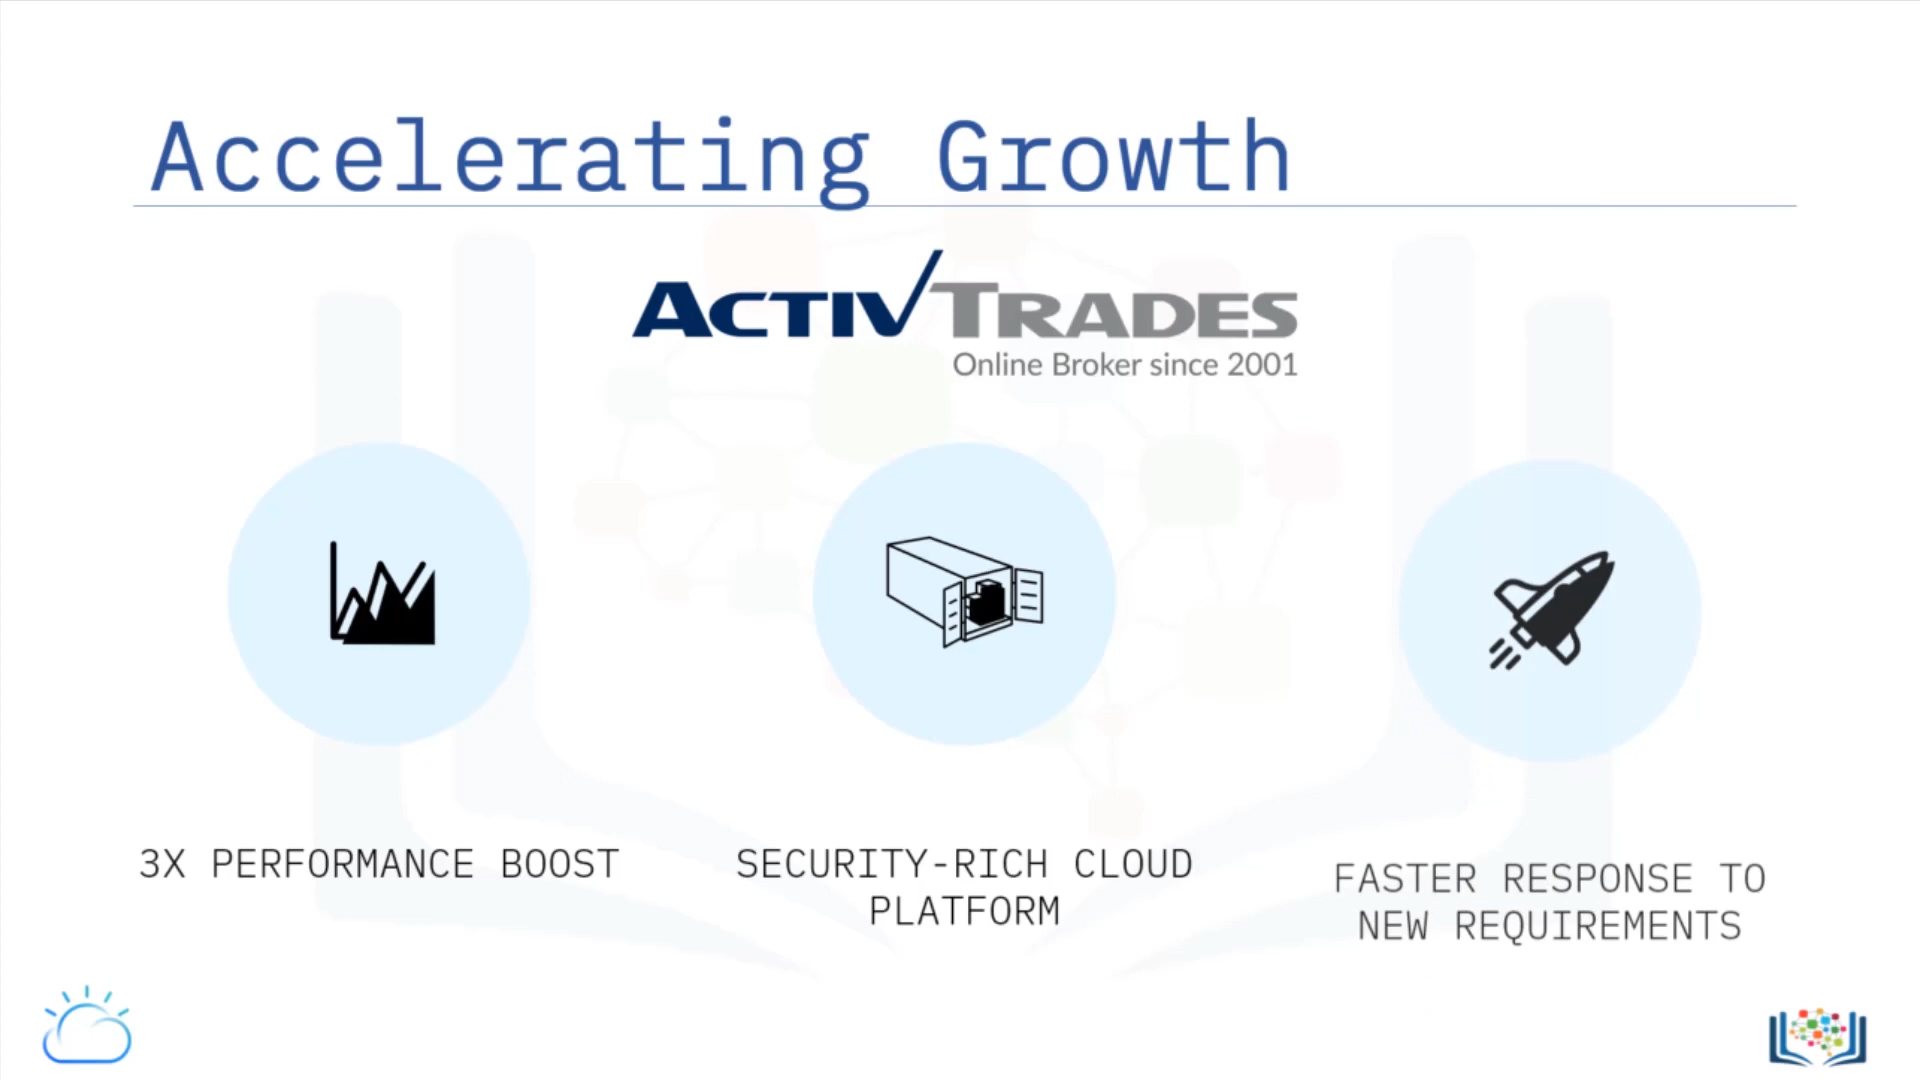 Accelerating Growth
ACTIVTRADES
Online Broker since 2001
3X PERFORMANCE BOOST
SECURITY-RICH CLOUD
PLATFORM
FASTER RESPONSE TO
NEW REQUIREMENTS